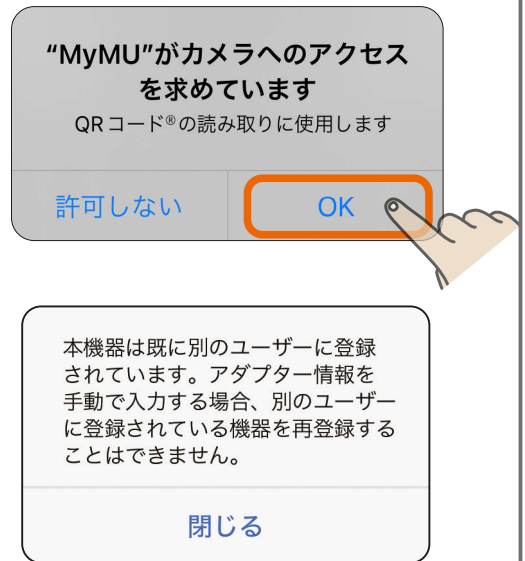 “MyMU”がカメラへのアクセス
を求めています
QRコード®の読み取りに使用します
許可しない
OK
本機器は既に別のユーザーに登録
されています。アダプター情報を
手動で入力する場合、別のユーザー
に登録されている機器を再登録する
ことはできません。
閉じる